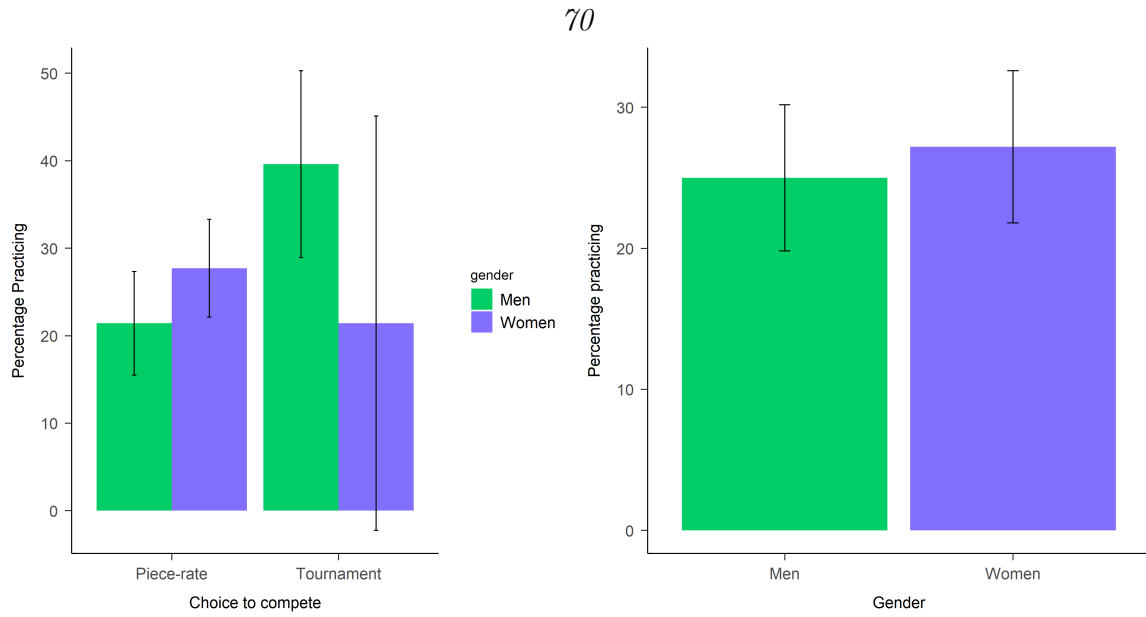 70
50
40
30
20
10
0
Percentage Practicing
Piece-rate
Tournament
Choice to compete
gender
Men
Women
30
20
10
0
Percentage practicing
Men
Women
Gender